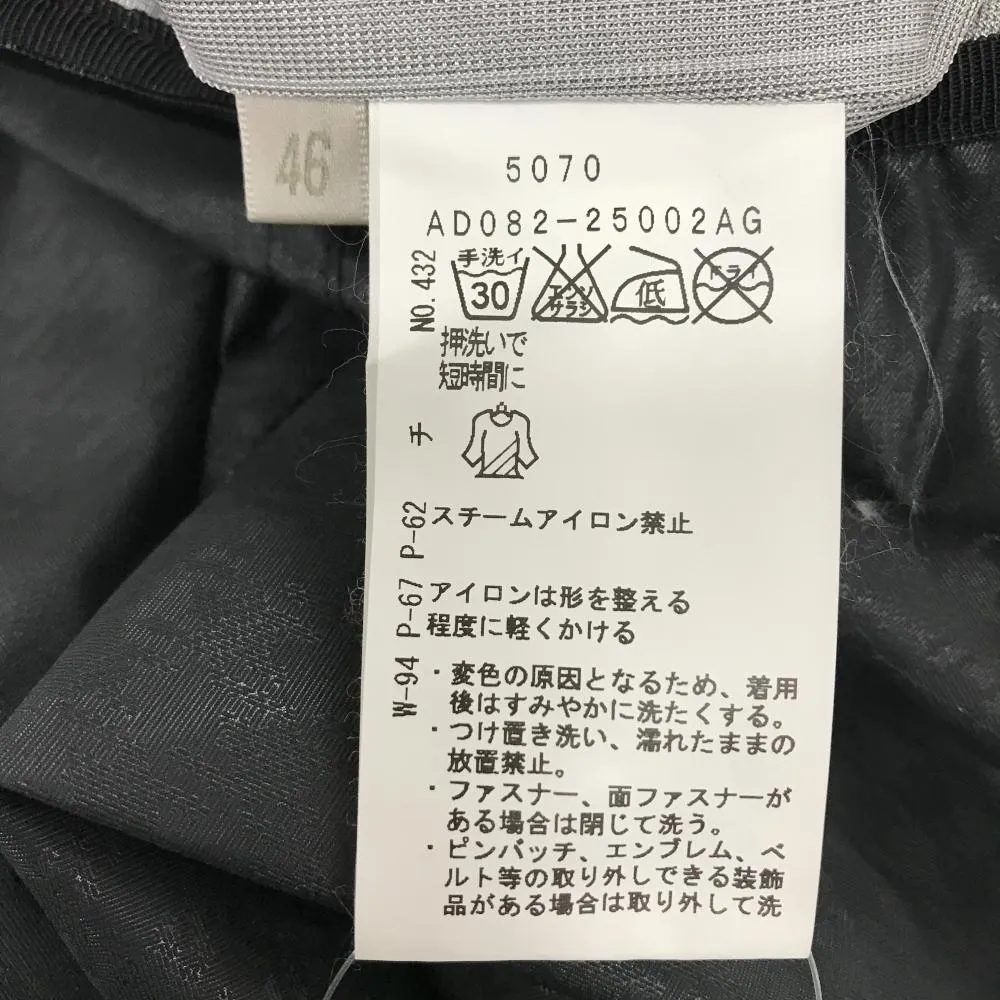 46
5070
AD082-25002AG
NO.432
手洗イ
30
エンソ
サラシ
低
ドライ
押洗いで
短時間に
チ
P-62
スチームアイロン禁止
P-67
アイロンは形を整える
程度に軽くかける
W-94
・変色の原因となるため、着用
後はすみやかに洗たくする。
・つけ置き洗い、濡れたままの
放置禁止。
・ファスナー、面ファスナーが
ある場合は閉じて洗う。
・ピンバッチ、エンブレム、ベ
ルト等の取り外しできる装飾
品がある場合は取り外して洗